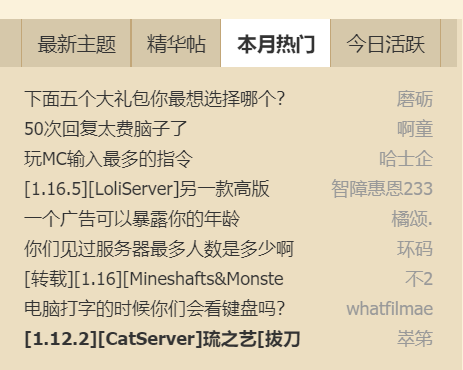 最新主题 精华帖 本月热门 今日活跃
下面五个大礼包你最想选择哪个? 磨砺
50次回复太费脑子了 啊童
玩MC输入最多的指令 哈士企
[1.16.5][LoliServer]另一款高版 智障惠恩233
一个广告可以暴露你的年龄 橘颂.
你们见过服务器最多人数是多少啊 环码
[转载][1.16][Mineshafts&Monste 不2
电脑打字的时候你们会看键盘吗? whatfilmae
[1.12.2][CatServer]琉之艺[拔刀 崒笫